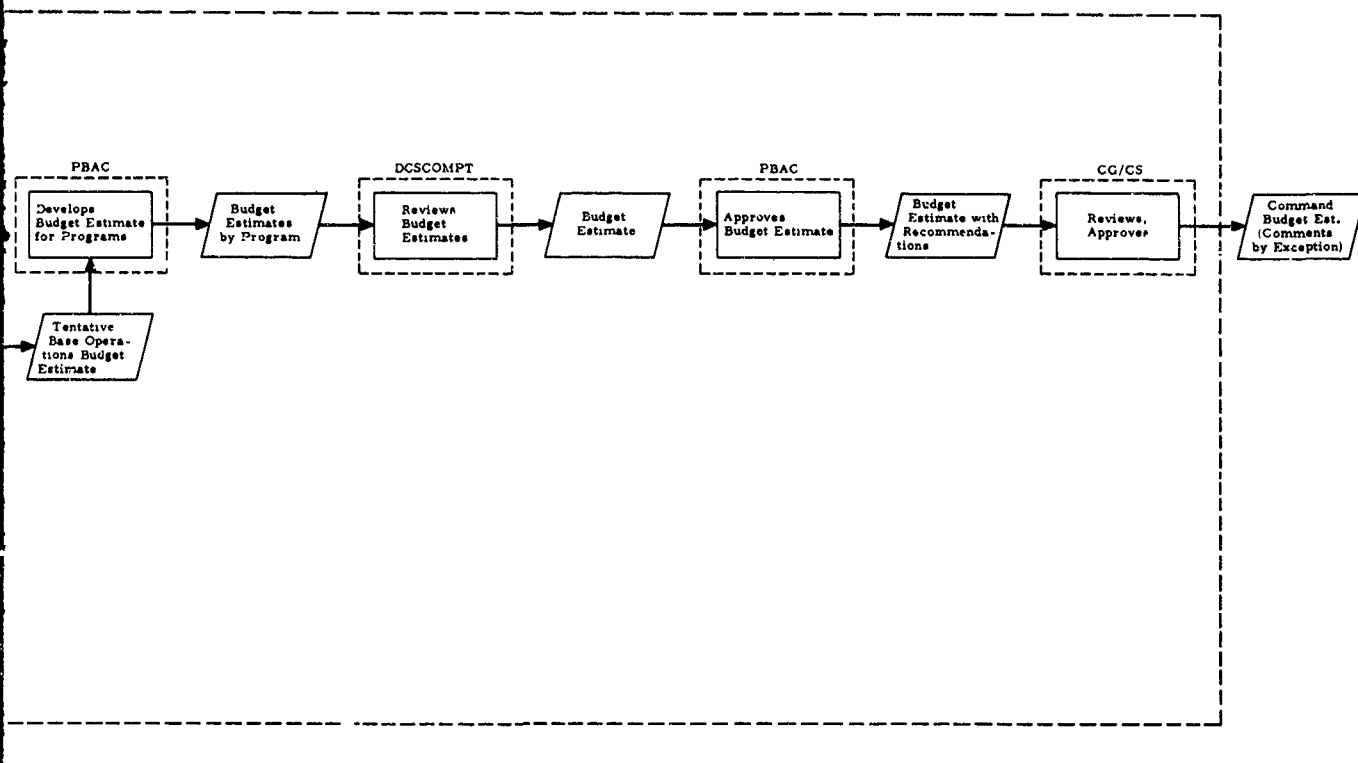 PBAC
Develops
Budget Estimate
for Programs
Tentative
Base Opera-
tions Budget
Estimate
Budget
Estimates
by Program
DCSCOMPT
Reviews
Budget
Estimates
Budget
Estimate
PBAC
Approves
Budget Estimate
Budget
Estimate with
Recommenda-
tions
CG/CS
Reviews,
Approves
Command
Budget Est.
(Comments
by Exception)